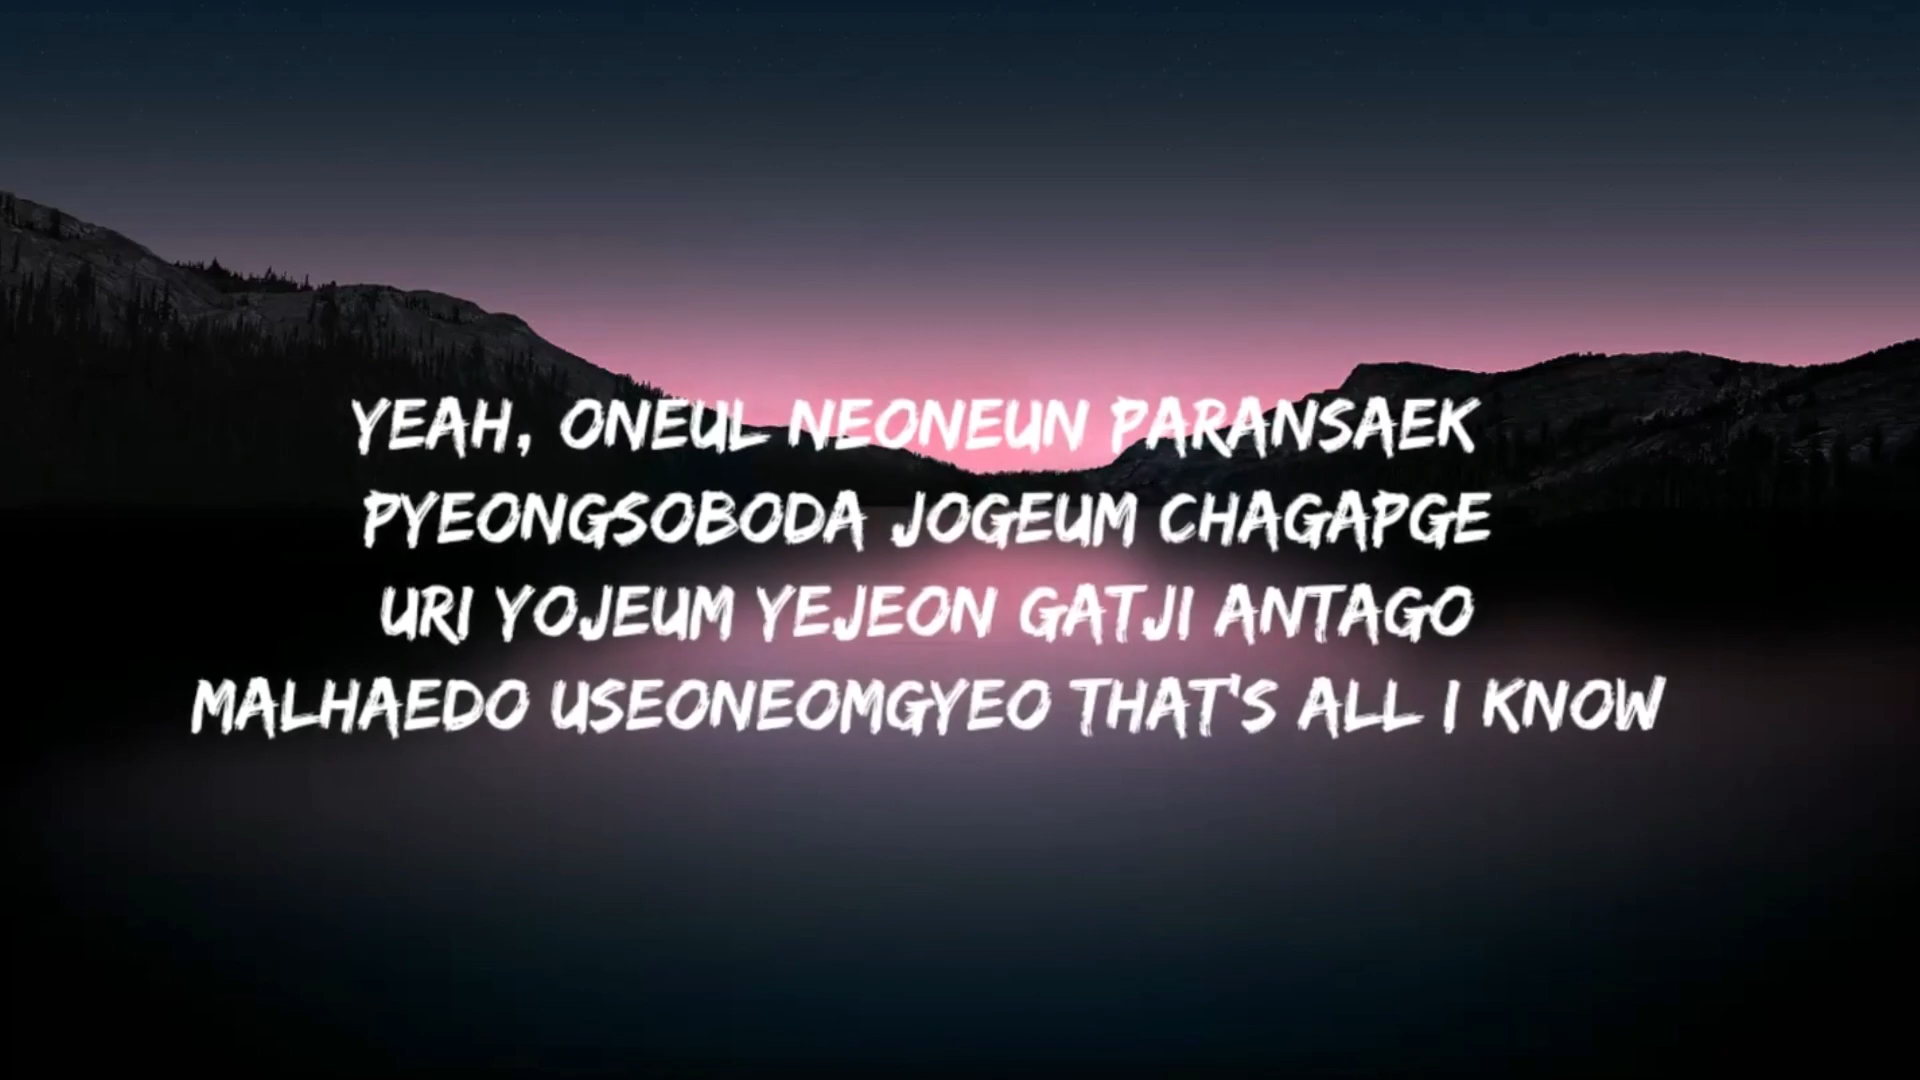 YEAH, ONEUL NEONEUN PARANSAEK
PYEONGSOBODA JOGEUM CHAGAPGE
URI YOJEUM YEJEON GATJI ANTAGO
MALHAEDO USEONEOMGYEO THAT'S ALL I KNOW